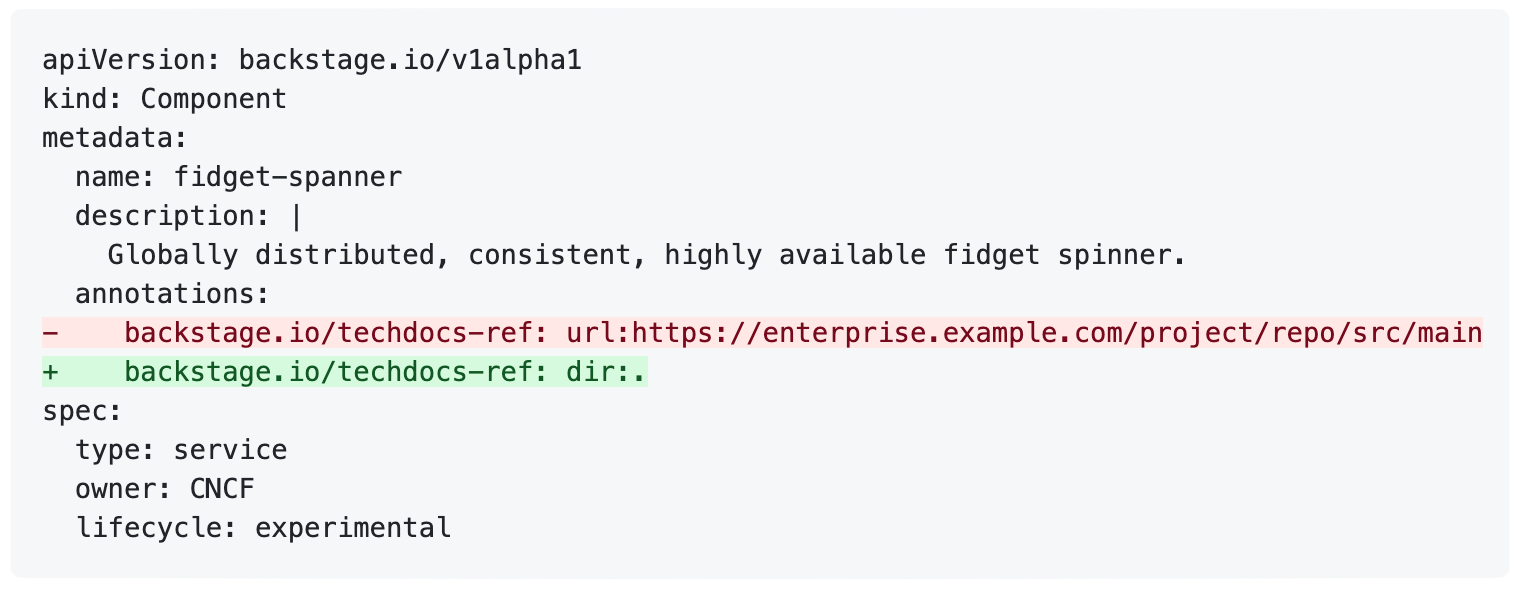 apiVersion: backstage.io/v1alpha1
kind: Component
metadata:
  name: fidget-spanner
  description: |
    Globally distributed, consistent, highly available fidget spinner.
  annotations:
-    backstage.io/techdocs-ref: url:https://enterprise.example.com/project/repo/src/main
+    backstage.io/techdocs-ref: dir:.
spec:
  type: service
  owner: CNCF
  lifecycle: experimental